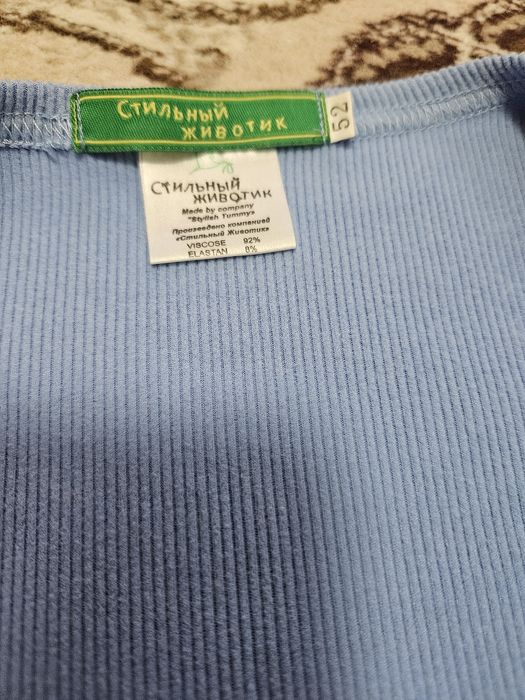 Стильный
животик
52
Стильный
животик
Made by company
"Stylish Tummy»
Произведено компанией
«Стильный Животик»
VISCOSE 92%
ELASTAN 8%